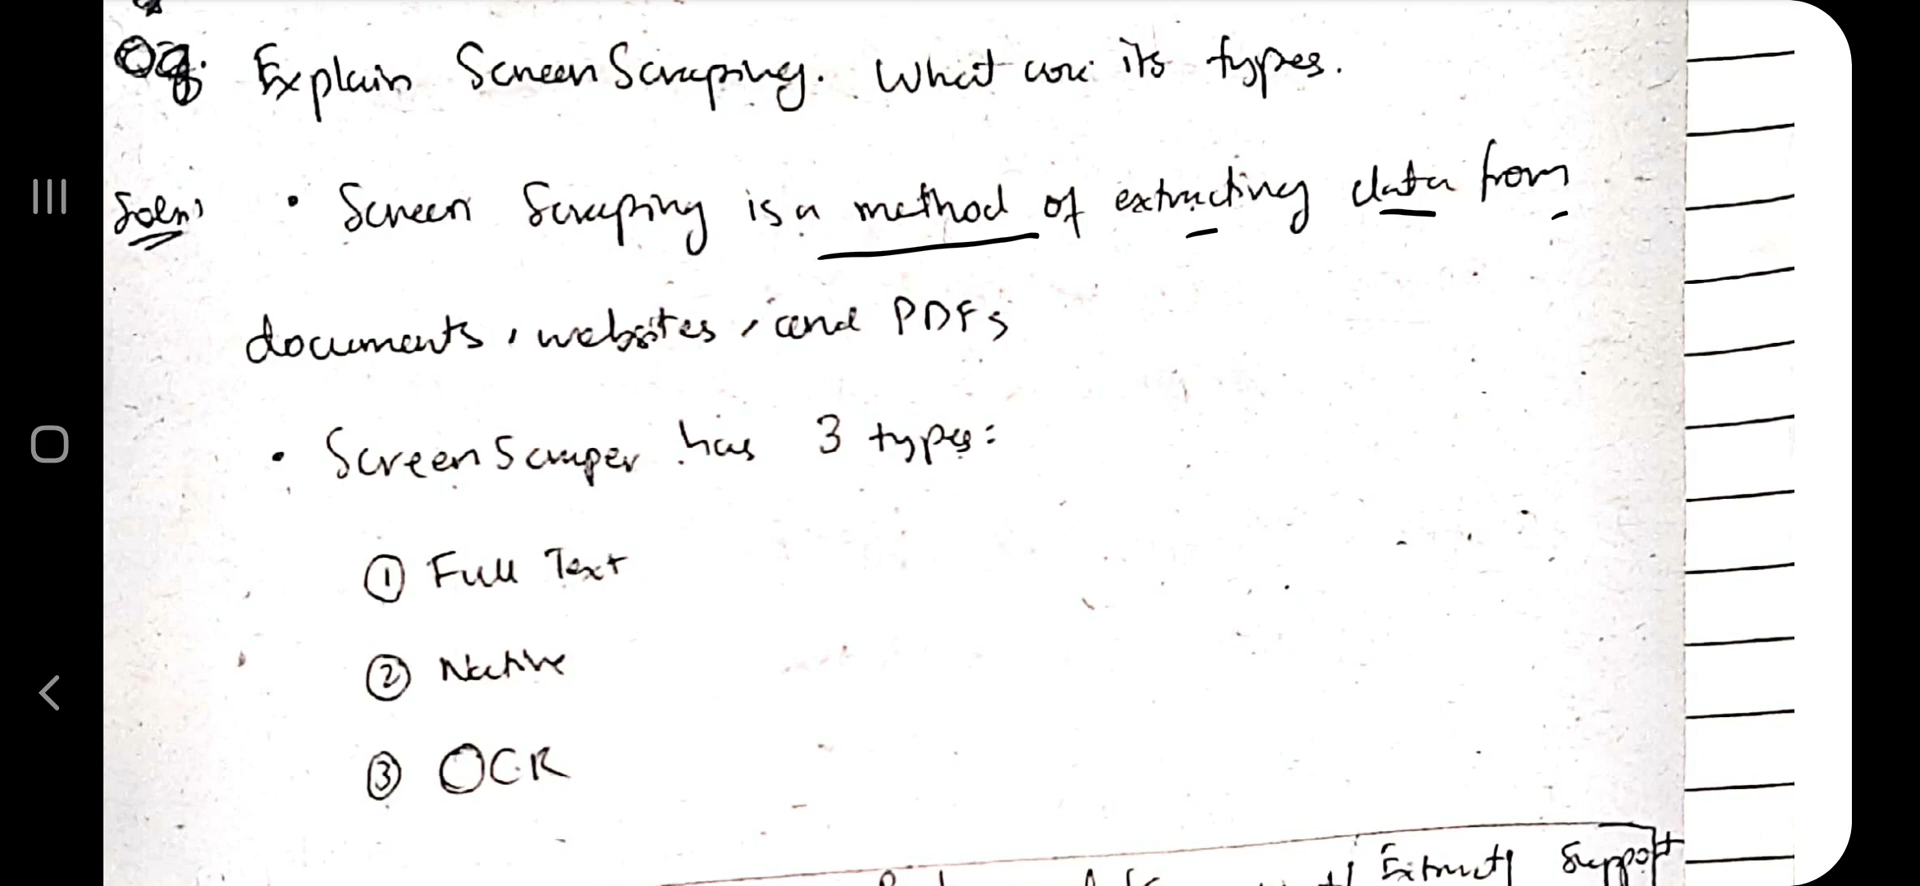 Q9. Explain Screen Scraping. What are its types.
Soln: • Screen Scraping is a method of extracting data from
documents, websites, and PDFs
• Screen Scraper has 3 types:
① Full Text
② Native
③ OCR
Extract Support